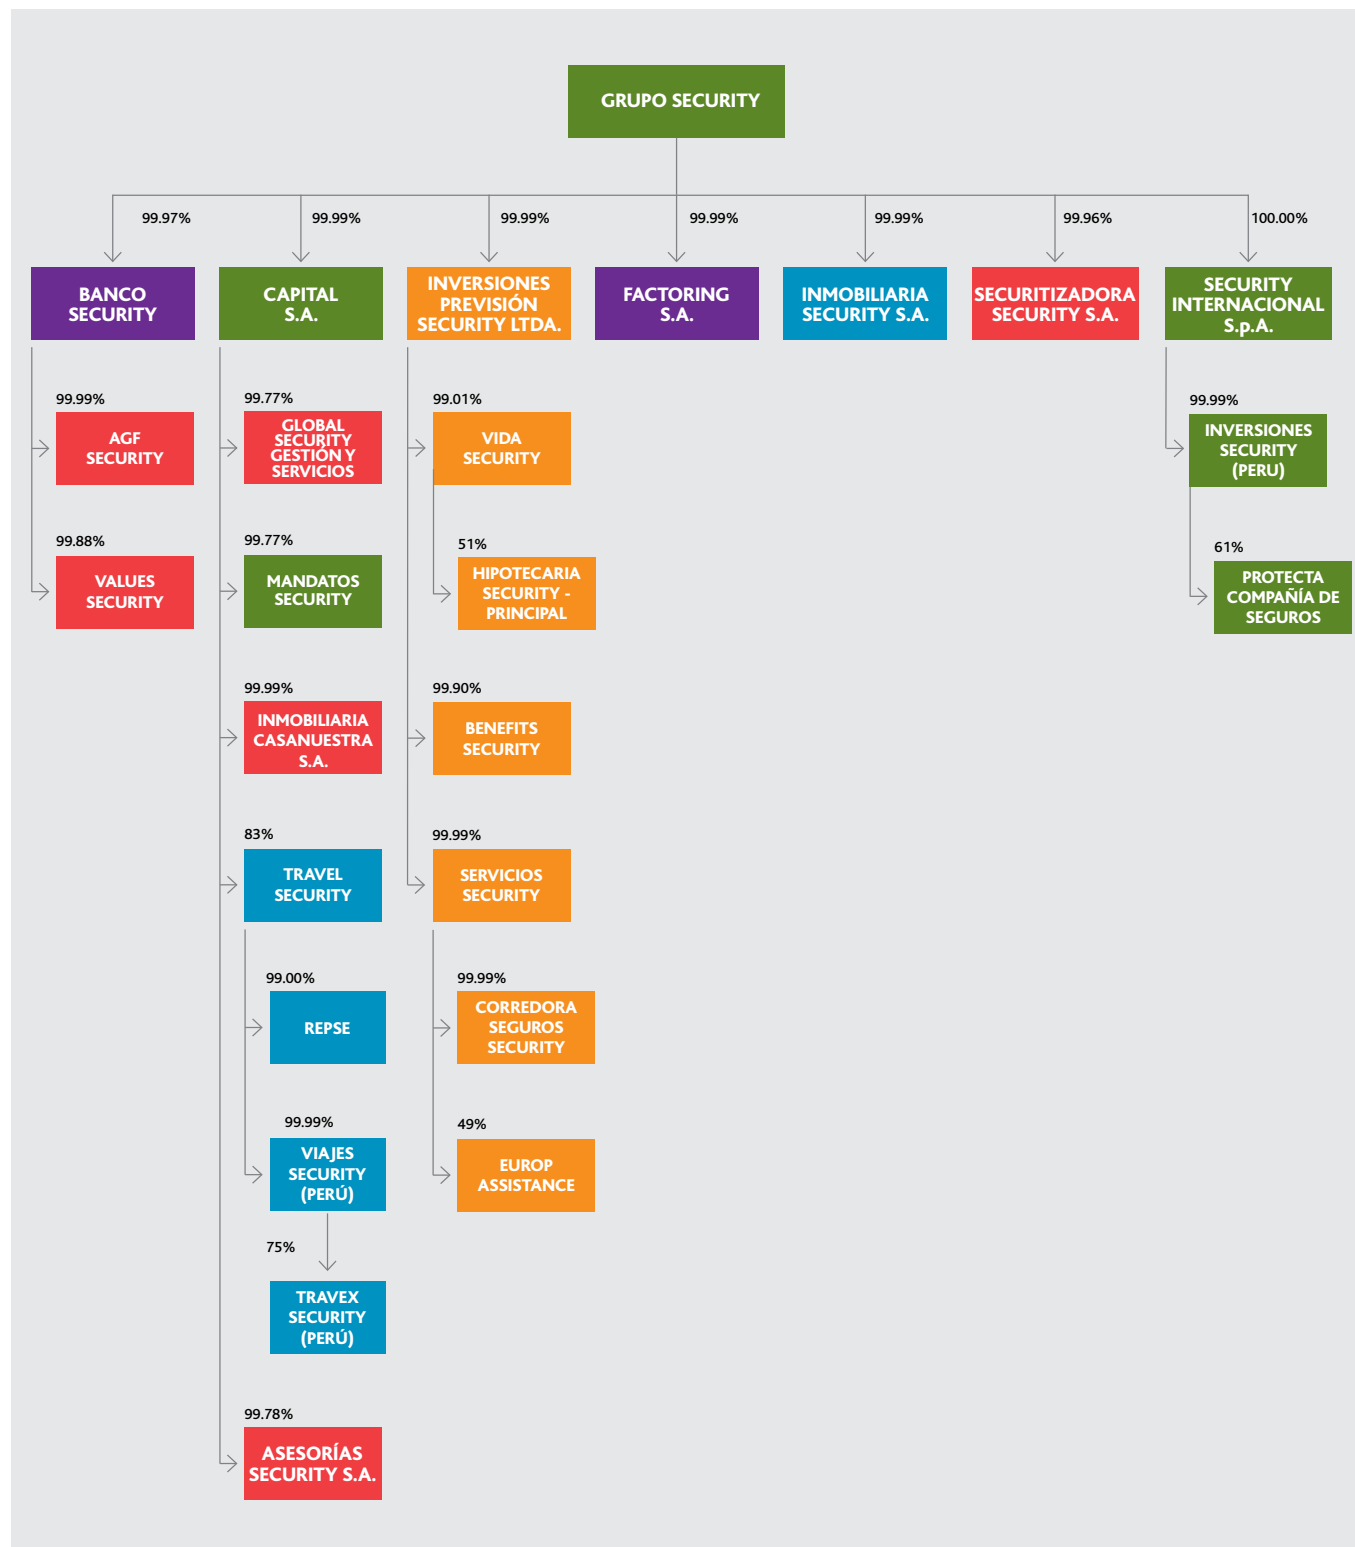 GRUPO SECURITY
99.97%
99.99%
99.99%
99.99%
99.99%
99.96%
100.00%
BANCO
SECURITY
CAPITAL
S.A.
INVERSIONES
PREVISIÓN
SECURITY LTDA.
FACTORING
S.A.
INMOBILIARIA
SECURITY S.A.
SECURITIZADORA
SECURITY S.A.
SECURITY
INTERNACIONAL
S.p.A.
99.99%
AGF
SECURITY
99.88%
VALUES
SECURITY
99.77%
GLOBAL
SECURITY
GESTIÓN Y
SERVICIOS
99.77%
MANDATOS
SECURITY
99.99%
INMOBILIARIA
CASANUESTRA
S.A.
83%
TRAVEL
SECURITY
99.00%
REPSE
99.99%
VIAJES
SECURITY
(PERÚ)
75%
TRAVEX
SECURITY
(PERÚ)
99.78%
ASESORÍAS
SECURITY S.A.
99.01%
VIDA
SECURITY
51%
HIPOTECARIA
SECURITY -
PRINCIPAL
99.90%
BENEFITS
SECURITY
99.99%
SERVICIOS
SECURITY
99.99%
CORREDORA
SEGUROS
SECURITY
49%
EUROP
ASSISTANCE
99.99%
INVERSIONES
SECURITY
(PERU)
61%
PROTECTA
COMPAÑÍA DE
SEGUROS